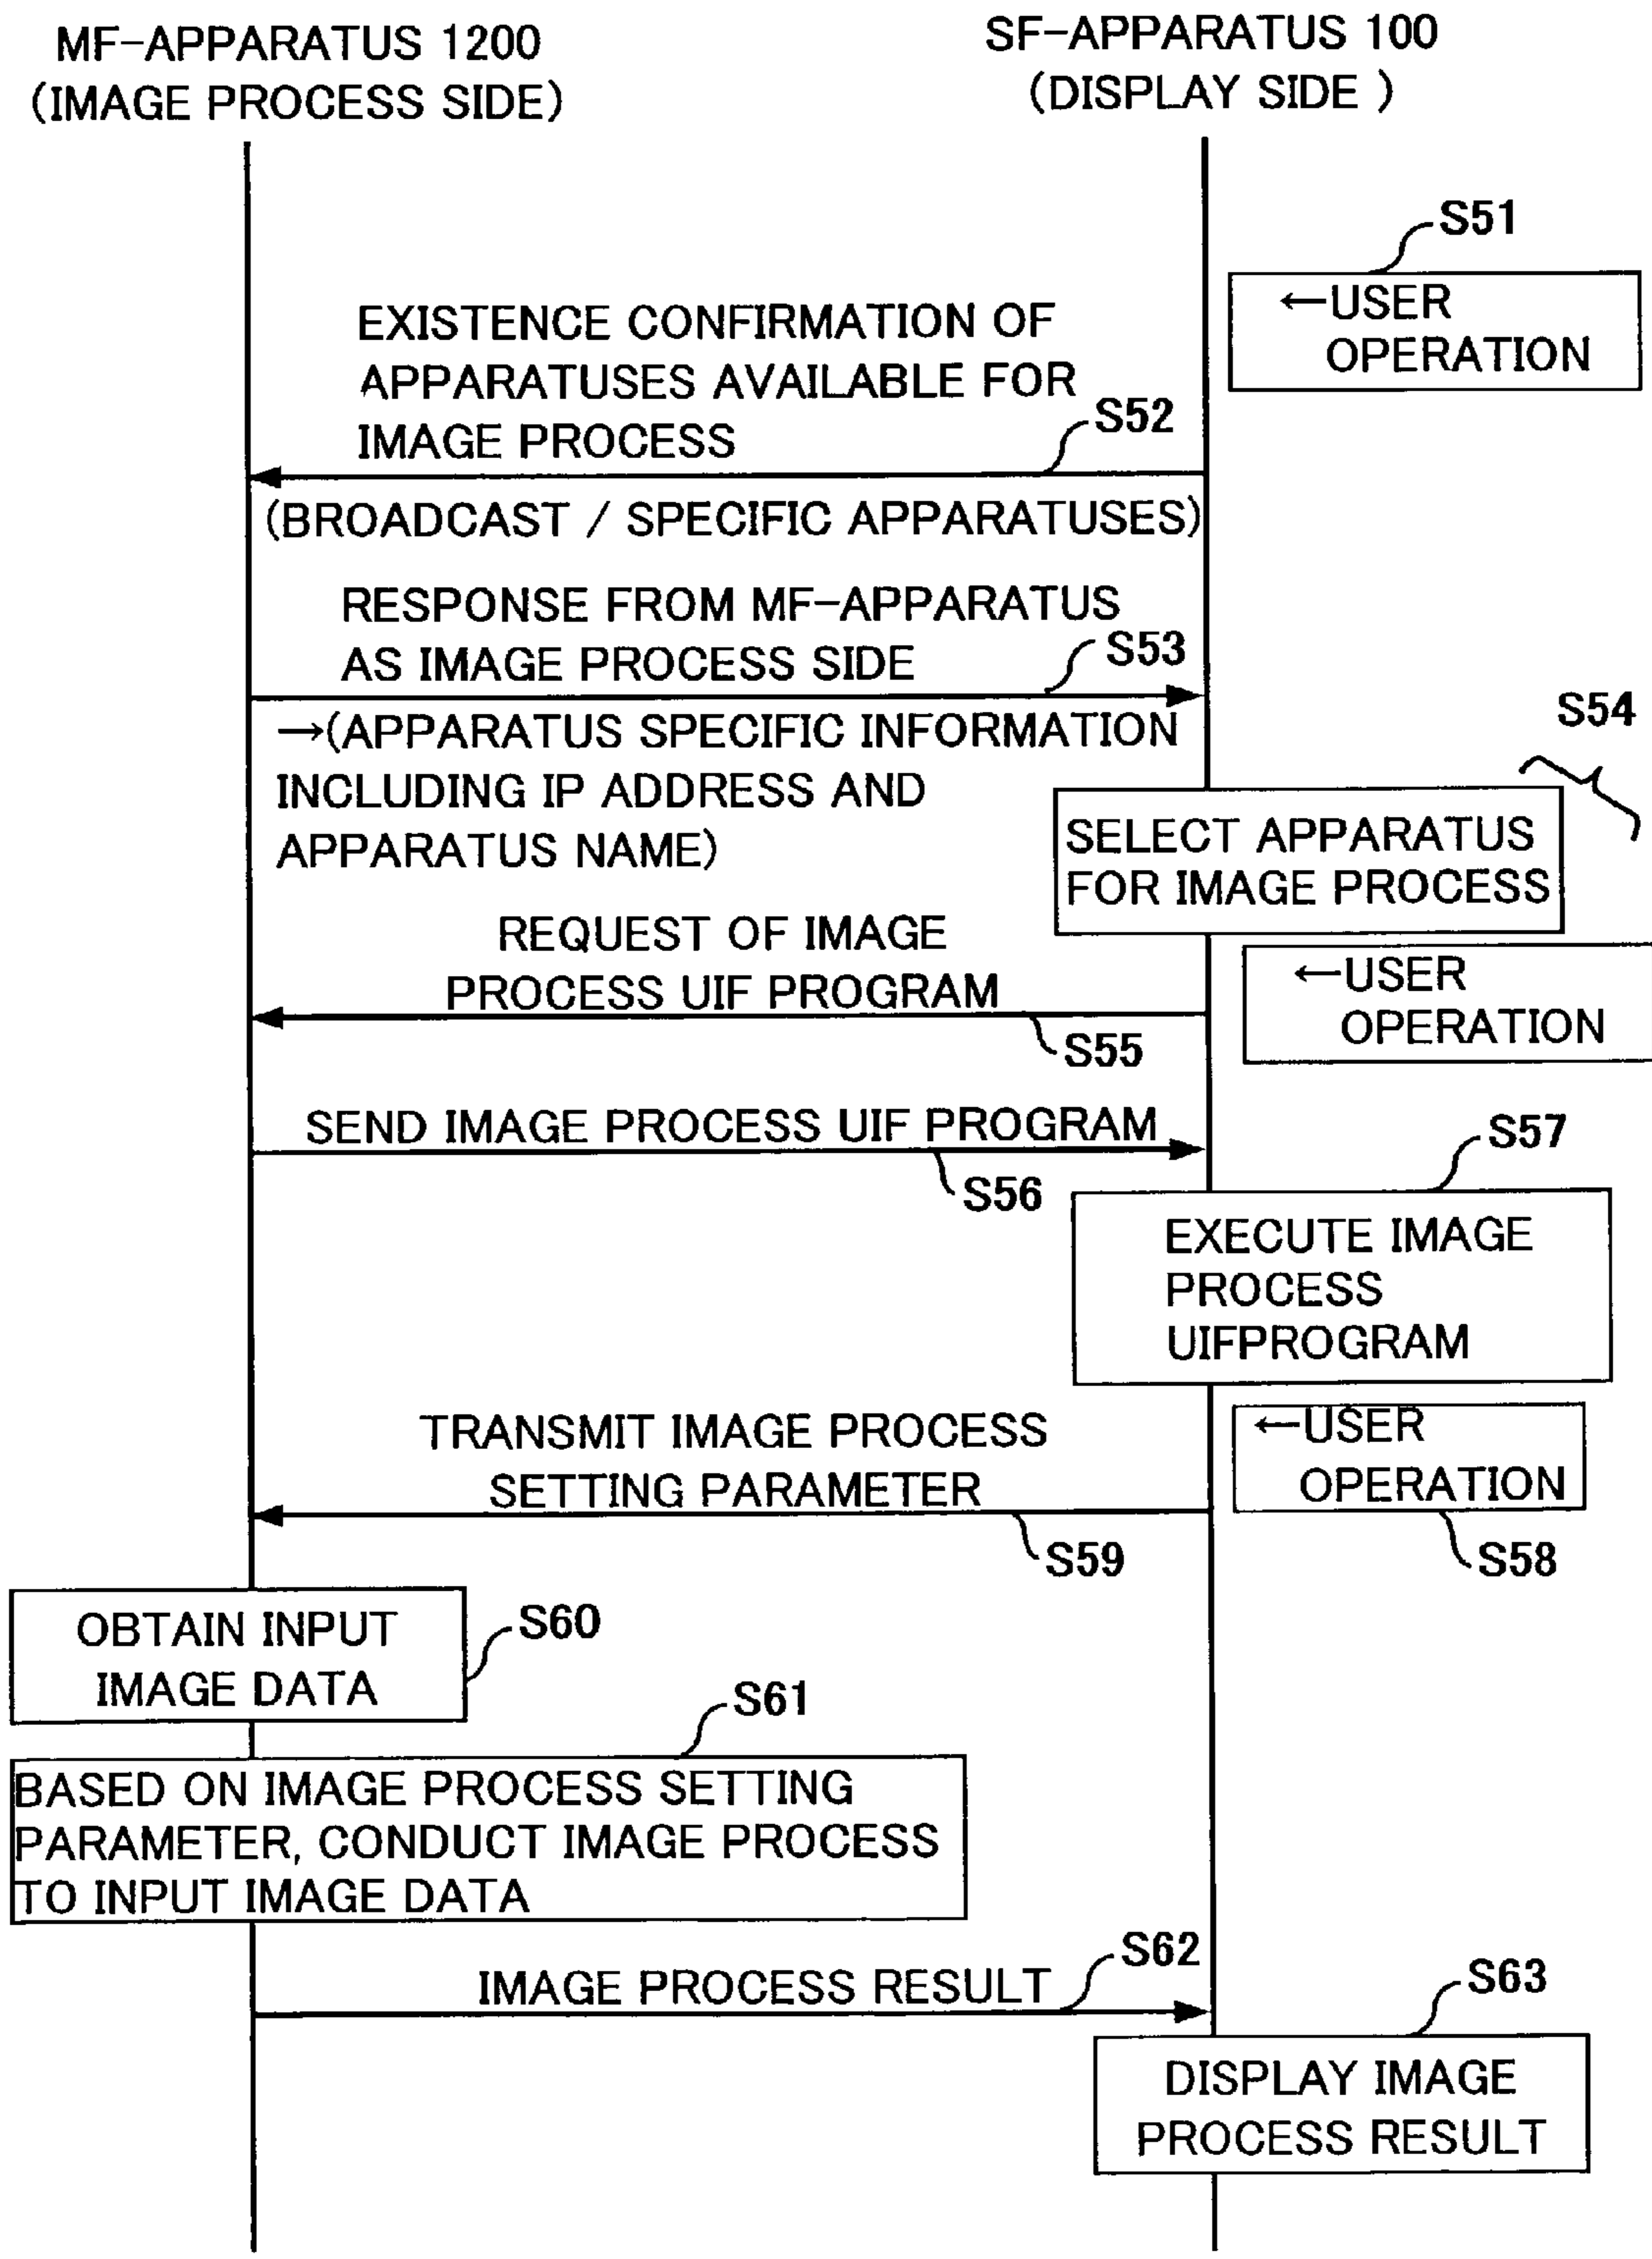 MF-APPARATUS 1200
(IMAGE PROCESS SIDE)
SF-APPARATUS 100
(DISPLAY SIDE )
S51
←USER
OPERATION
EXISTENCE CONFIRMATION OF
APPARATUSES AVAILABLE FOR
IMAGE PROCESS
S52
(BROADCAST / SPECIFIC APPARATUSES)
RESPONSE FROM MF-APPARATUS
AS IMAGE PROCESS SIDE
S53
→(APPARATUS SPECIFIC INFORMATION
INCLUDING IP ADDRESS AND
APPARATUS NAME)
S54
SELECT APPARATUS
FOR IMAGE PROCESS
←USER
OPERATION
REQUEST OF IMAGE
PROCESS UIF PROGRAM
S55
SEND IMAGE PROCESS UIF PROGRAM
S56
S57
EXECUTE IMAGE
PROCESS
UIFPROGRAM
←USER
OPERATION
S58
TRANSMIT IMAGE PROCESS
SETTING PARAMETER
S59
OBTAIN INPUT
IMAGE DATA
S60
S61
BASED ON IMAGE PROCESS SETTING
PARAMETER, CONDUCT IMAGE PROCESS
TO INPUT IMAGE DATA
IMAGE PROCESS RESULT
S62
S63
DISPLAY IMAGE
PROCESS RESULT